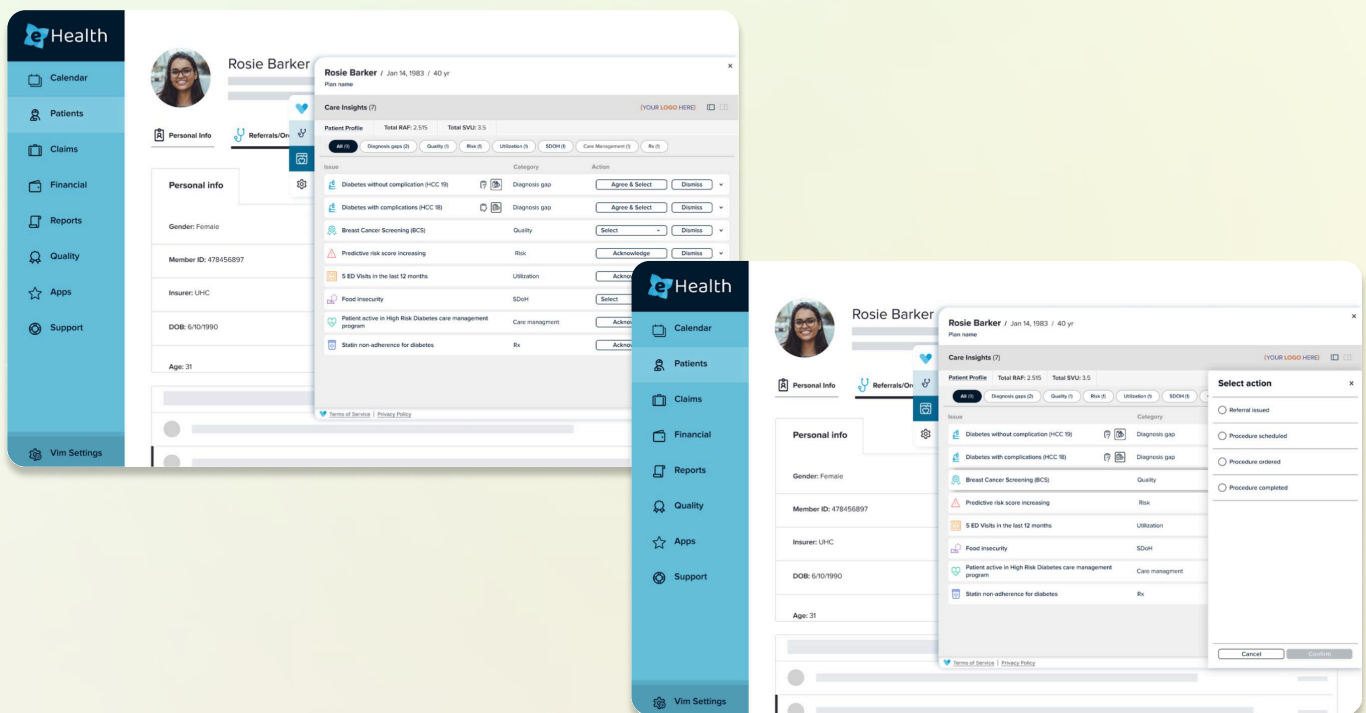 eHealth
Calendar
Patients
Claims
Financial
Reports
Quality
Apps
Support
Vim Settings
Rosie Barker
Personal Info
Referrals/Or
Personal info
Gender: Female
Member ID: 478456897
Insurer: UHC
DOB: 6/10/1990
Age: 31
Rosie Barker / Jan 14, 1983 / 40 yr
Plan name
Care Insights (7)
{YOUR LOGO HERE}
Patient Profile Total RAF: 2.515 Total SVU: 3.5
All (9) Diagnosis gaps (2) Quality (1) Risk (1) Utilization (1) SDOH (1) Care Management (1) Rx (1)
Issue Category Action
Diabetes without complication (HCC 19) Diagnosis gap Agree & Select Dismiss
Diabetes with complications (HCC 18) Diagnosis gap Agree & Select Dismiss
Breast Cancer Screening (BCS) Quality Select Dismiss
Predictive risk score increasing Risk Acknowledge Dismiss
5 ED Visits in the last 12 months Utilization Ackno
Food insecurity SDoH Select
Patient active in High Risk Diabetes care management
program Care managment Ackno
Statin non-adherence for diabetes Rx Ackno
Terms of Service | Privacy Policy
eHealth
Calendar
Patients
Claims
Financial
Reports
Quality
Apps
Support
Vim Settings
Rosie Barker
Personal Info
Referrals/On
Personal info
Gender: Female
Member ID: 478456897
Insurer: UHC
DOB: 6/10/1990
Age: 31
Rosie Barker / Jan 14, 1983 / 40 yr
Plan name
Care Insights (7)
{YOUR LOGO HERE}
Patient Profile Total RAF: 2.515 Total SVU: 3.5
All (9) Diagnosis gaps (2) Quality (1) Risk (1) Utilization (1) SDOH (1)
Issue Category
Diabetes without complication (HCC 19) Diagnosis gap
Diabetes with complications (HCC 18) Diagnosis gap
Breast Cancer Screening (BCS) Quality
Predictive risk score increasing Risk
5 ED Visits in the last 12 months Utilization
Food insecurity SDoH
Patient active in High Risk Diabetes care management
program Care managment
Statin non-adherence for diabetes Rx
Terms of Service | Privacy Policy
Select action
Referral issued
Procedure scheduled
Procedure ordered
Procedure completed
Cancel Confirm